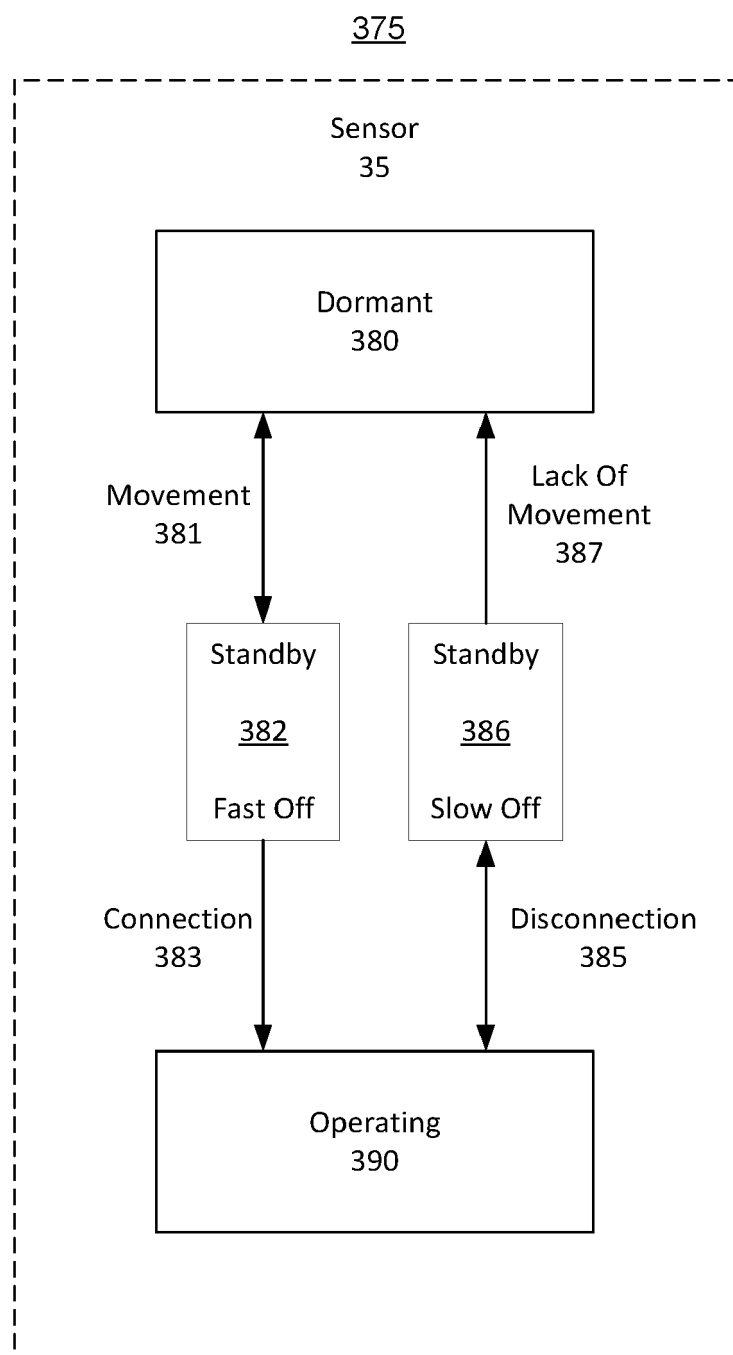 375
Sensor
35
Dormant
380
Movement
381
Lack Of
Movement
387
Standby
382
Fast Off
Standby
386
Slow Off
Connection
383
Disconnection
385
Operating
390